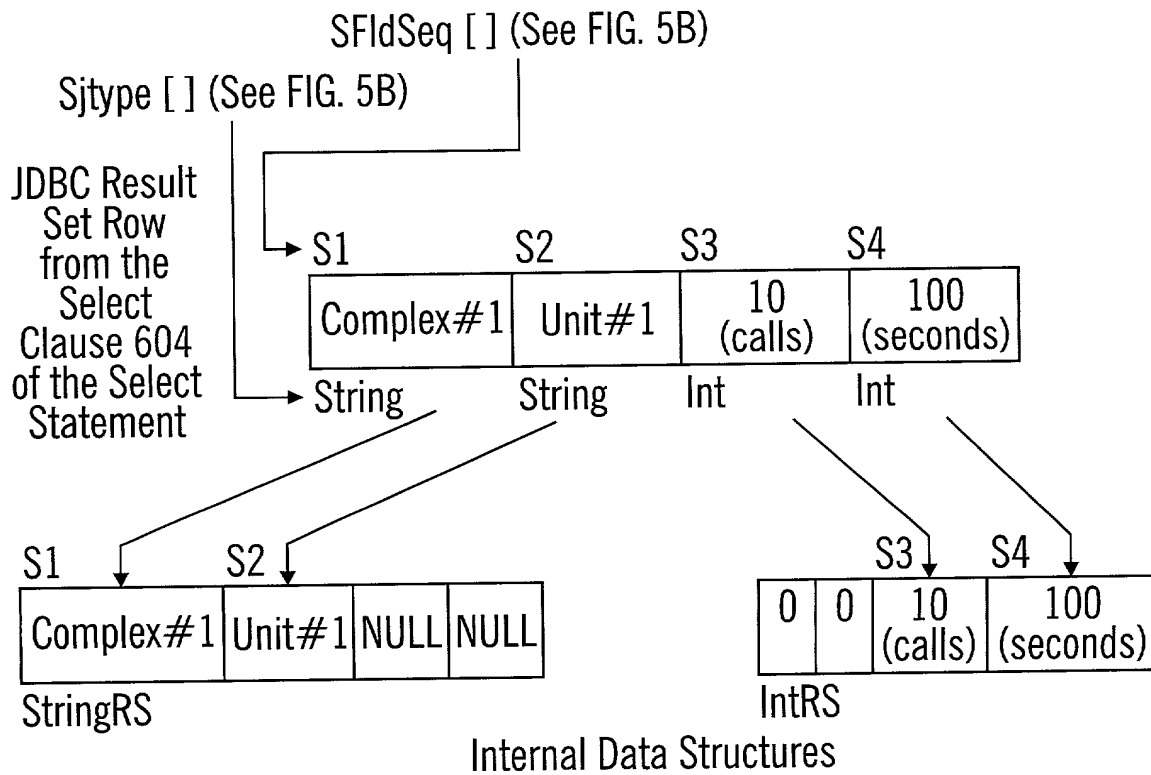 SFldSeq [ ] (See FIG. 5B)
Sjtype [ ] (See FIG. 5B)
JDBC Result
Set Row
from the
Select
Clause 604
of the Select
Statement
S1 S2 S3 S4
Complex#1 Unit#1 10 (calls) 100 (seconds)
String String Int Int
S1 S2
Complex#1 Unit#1 NULL NULL
StringRS
S3 S4
0 0 10 (calls) 100 (seconds)
IntRS
Internal Data Structures